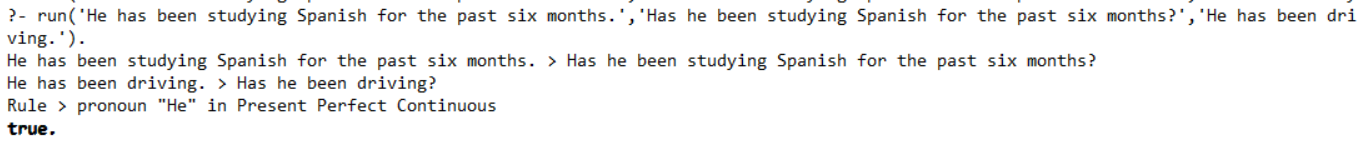 ?- run('He has been studying Spanish for the past six months.','Has he been studying Spanish for the past six months?','He has been dri
ving.').
He has been studying Spanish for the past six months. > Has he been studying Spanish for the past six months?
He has been driving. > Has he been driving?
Rule > pronoun "He" in Present Perfect Continuous
true.